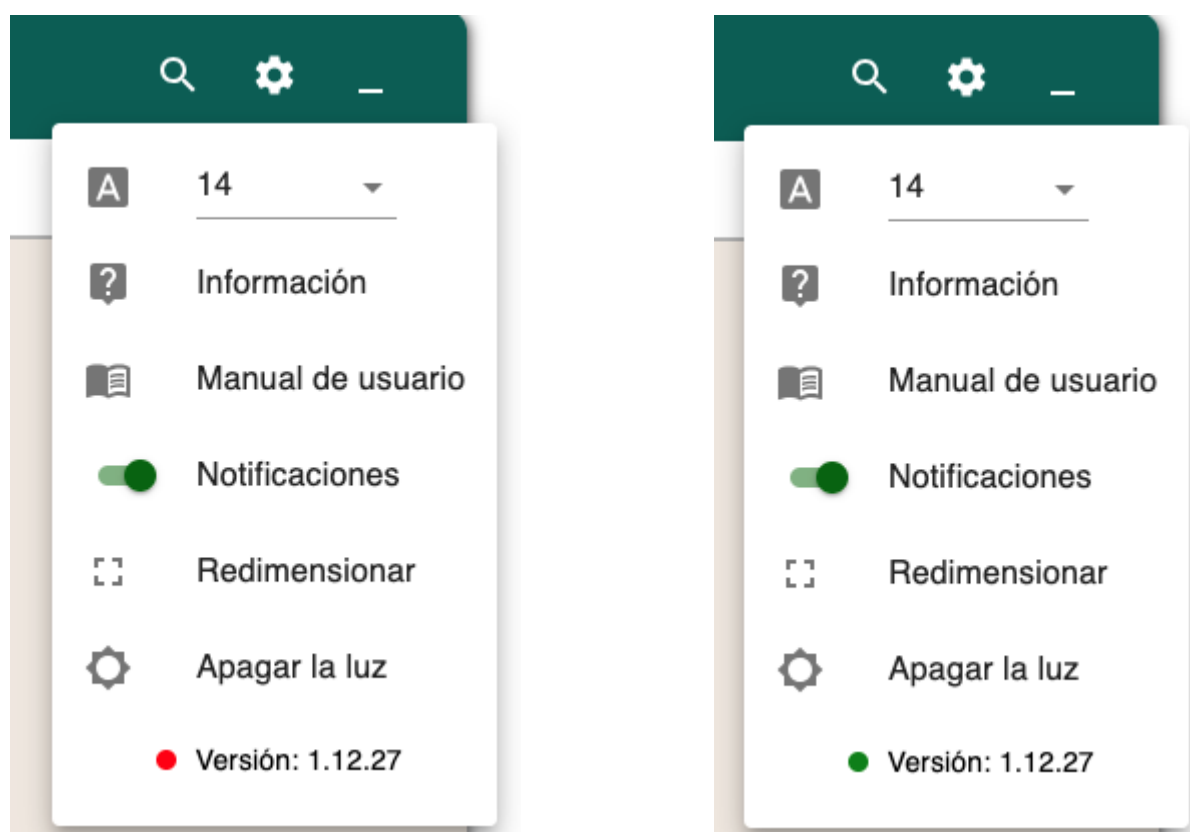 14
Información
Manual de usuario
Notificaciones
Redimensionar
Apagar la luz
Versión: 1.12.27
14
Información
Manual de usuario
Notificaciones
Redimensionar
Apagar la luz
Versión: 1.12.27